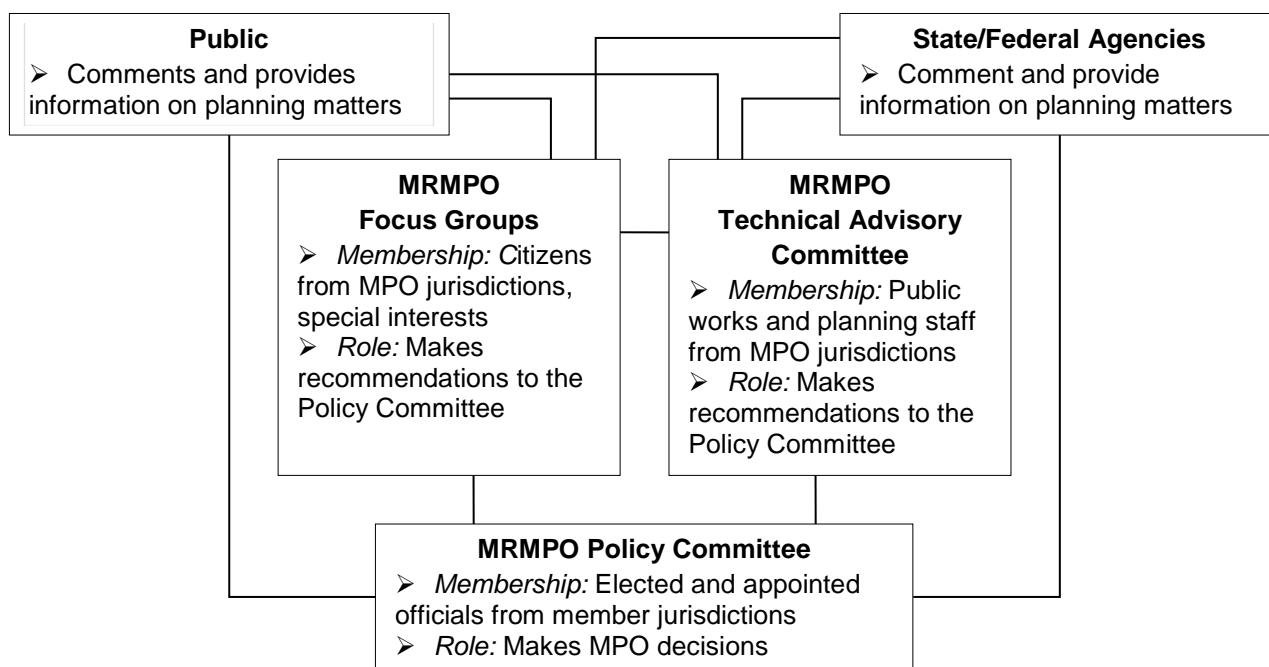 Public
➢ Comments and provides
information on planning matters
State/Federal Agencies
➢ Comment and provide
information on planning matters
MRMPO
Focus Groups
➢ Membership: Citizens
from MPO jurisdictions,
special interests
➢ Role: Makes
recommendations to the
Policy Committee
MRMPO
Technical Advisory
Committee
➢ Membership: Public
works and planning staff
from MPO jurisdictions
➢ Role: Makes
recommendations to the
Policy Committee
MRMPO Policy Committee
➢ Membership: Elected and appointed
officials from member jurisdictions
➢ Role: Makes MPO decisions